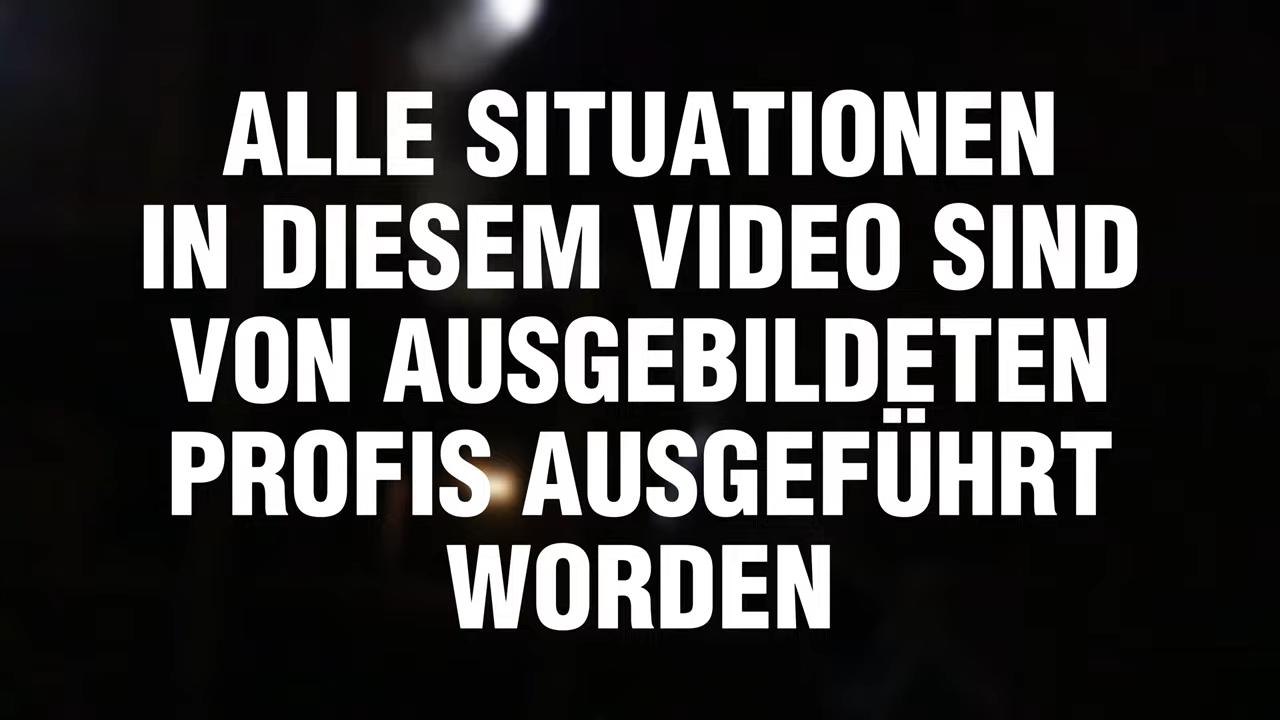 ALLE SITUATIONEN
IN DIESEM VIDEO SIND
VON AUSGEBILDETEN
PROFIS AUSGEFÜHRT
WORDEN